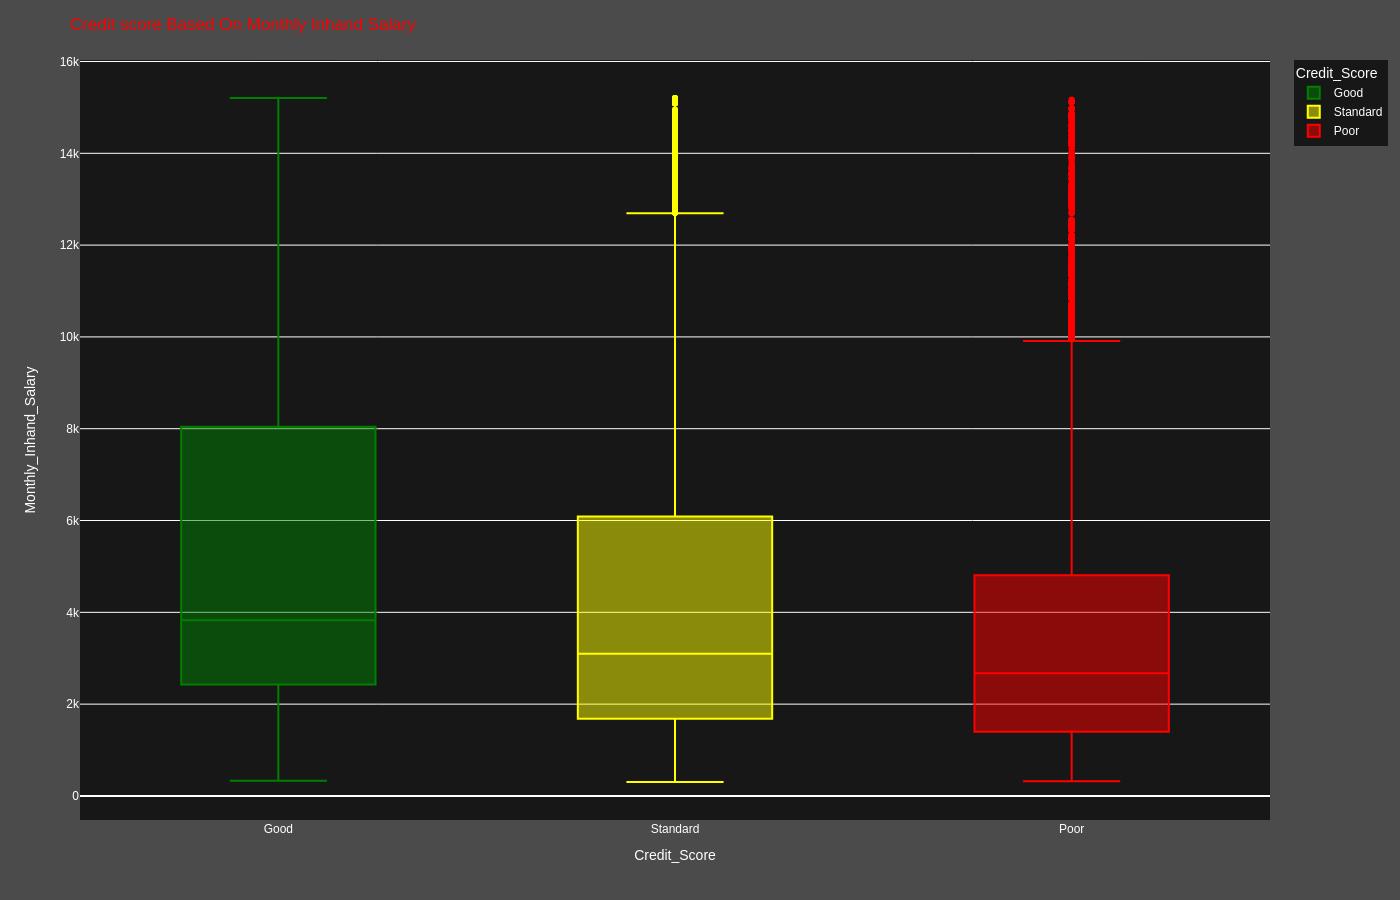 Credit score Based On Monthly Inhand Salary
16k
14k
12k
10k
8k
6k
4k
2k
0
Monthly_Inhand_Salary
Good
Standard
Poor
Credit_Score
Credit_Score
Good
Standard
Poor